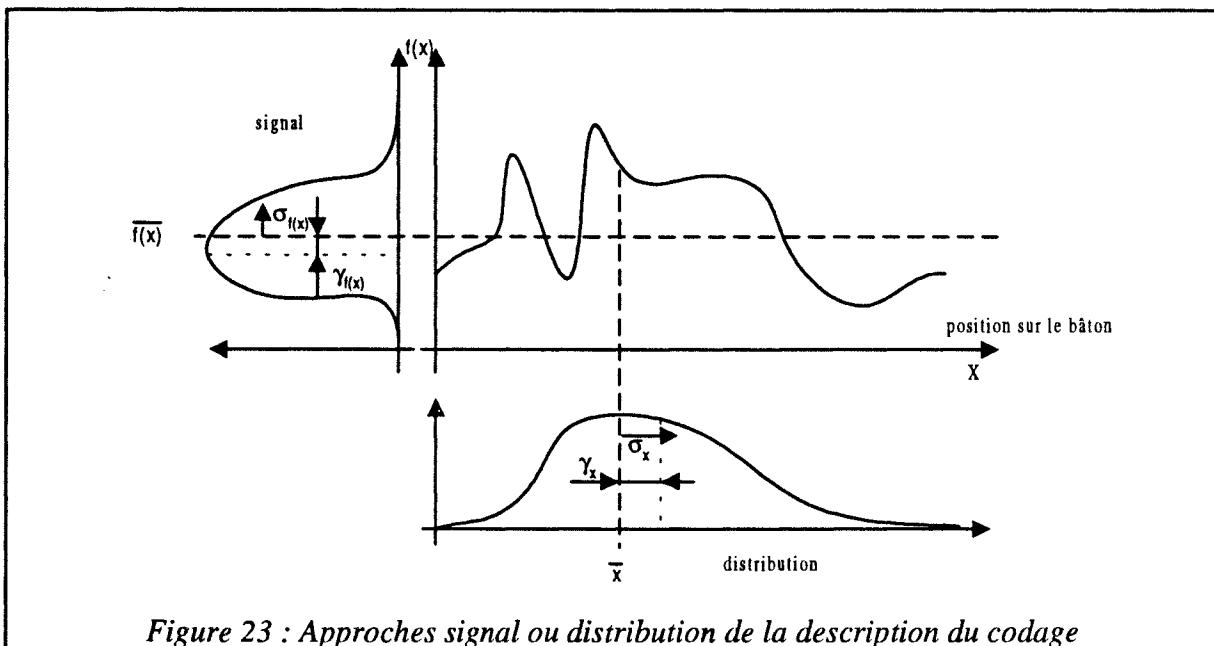 f(x)
signal
σf(x)
f(x)
γf(x)
position sur le bâton
X
σx
γx
x
distribution
Figure 23 : Approches signal ou distribution de la description du codage